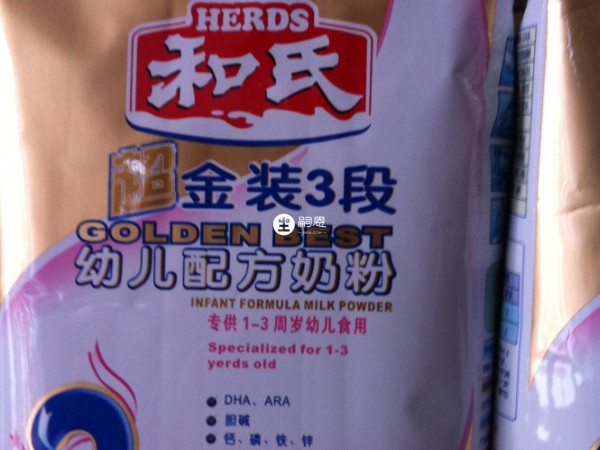 HERDS
和氏
超金装3段
GOLDEN BEST
嗣恩
幼儿配方奶粉
INFANT FORMULA MILK POWDER
专供1-3周岁幼儿食用
Specialized for 1-3
yerds old
DHA、ARA
胆碱
钙、磷、铁、锌